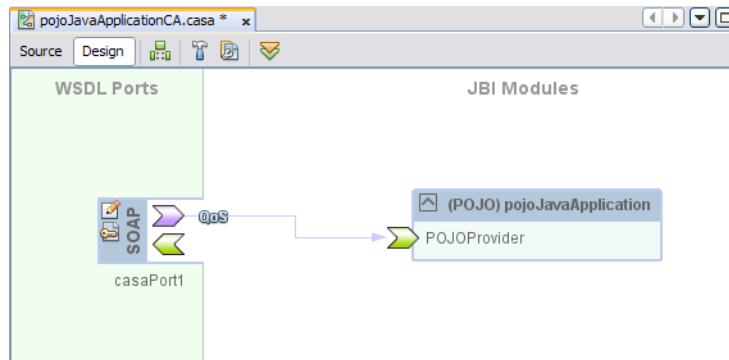 pojoJavaApplicationCA.casa * x
Source Design
WSDL Ports
JBI Modules
SOAP
QoS
(POJO) pojoJavaApplication
POJOProvider
casaPort1